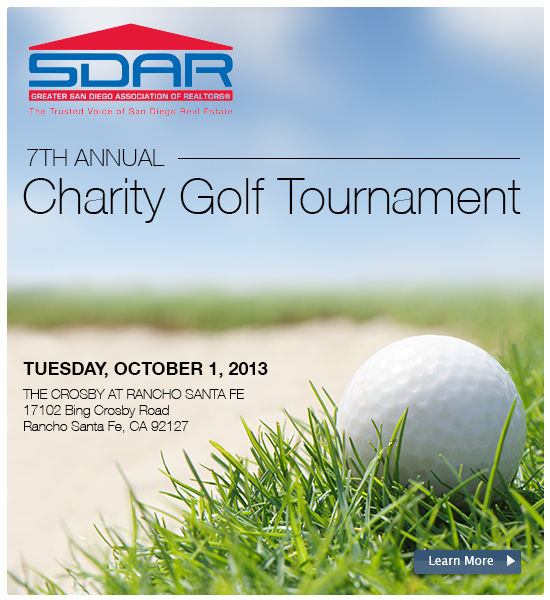 SDAR
GREATER SAN DIEGO ASSOCIATION OF REALTORS®
The Trusted Voice of San Diego Real Estate
7TH ANNUAL
Charity Golf Tournament
TUESDAY, OCTOBER 1, 2013
THE CROSBY AT RANCHO SANTA FE
17102 Bing Crosby Road
Rancho Santa Fe, CA 92127
Learn More